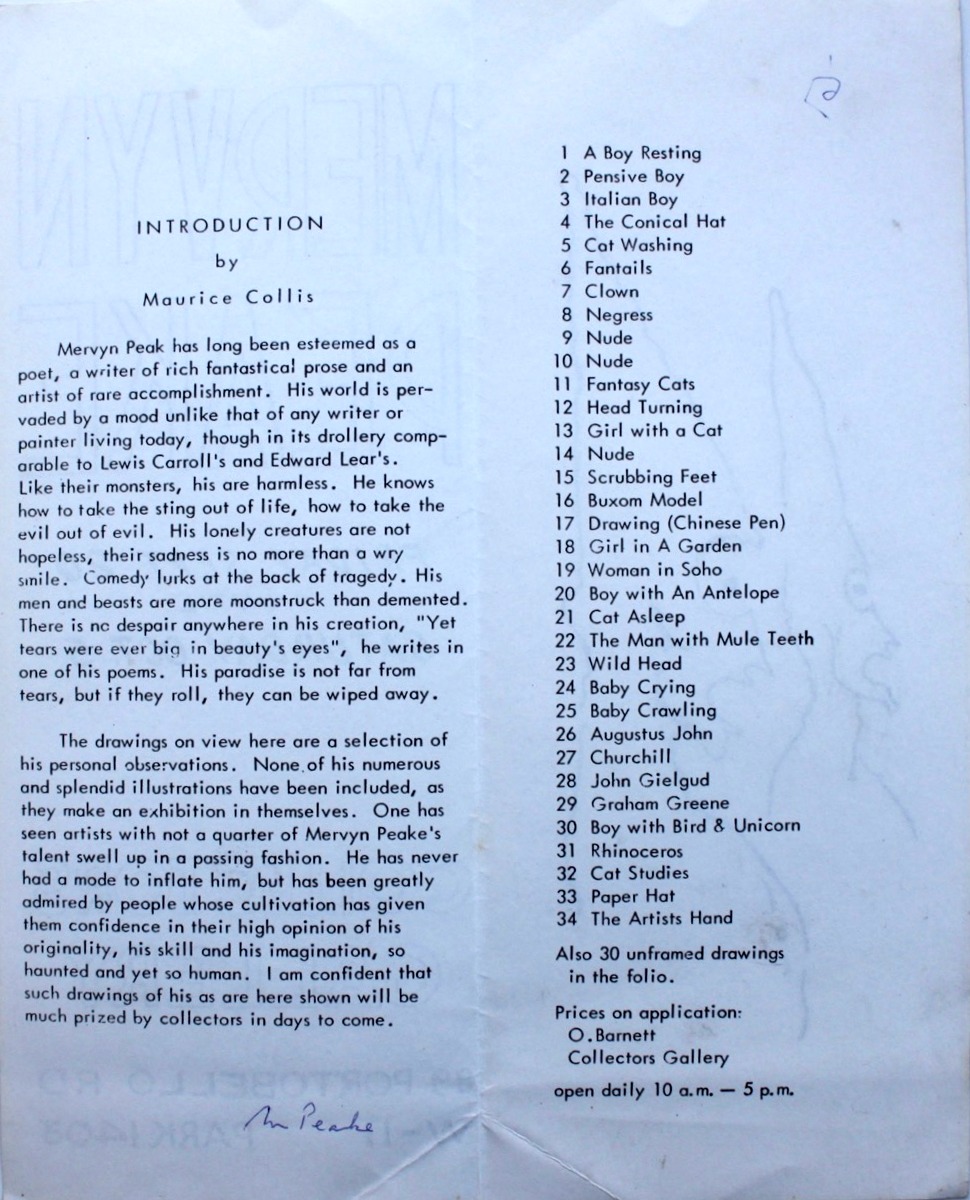 INTRODUCTION
by
Maurice Collis
Mervyn Peak has long been esteemed as a
poet, a writer of rich fantastical prose and an
artist of rare accomplishment. His world is per-
vaded by a mood unlike that of any writer or
painter living today, though in its drollery comp-
arable to Lewis Carroll's and Edward Lear's.
Like their monsters, his are harmless. He knows
how to take the sting out of life, how to take the
evil out of evil. His lonely creatures are not
hopeless, their sadness is no more than a wry
smile. Comedy lurks at the back of tragedy. His
men and beasts are more moonstruck than demented.
There is no despair anywhere in his creation, "Yet
tears were ever big in beauty's eyes", he writes in
one of his poems. His paradise is not far from
tears, but if they roll, they can be wiped away.
The drawings on view here are a selection of
his personal observations. None of his numerous
and splendid illustrations have been included, as
they make an exhibition in themselves. One has
seen artists with not a quarter of Mervyn Peake's
talent swell up in a passing fashion. He has never
had a mode to inflate him, but has been greatly
admired by people whose cultivation has given
them confidence in their high opinion of his
originality, his skill and his imagination, so
haunted and yet so human. I am confident that
such drawings of his as are here shown will be
much prized by collectors in days to come.
M Peake
1 A Boy Resting
2 Pensive Boy
3 Italian Boy
4 The Conical Hat
5 Cat Washing
6 Fantails
7 Clown
8 Negress
9 Nude
10 Nude
11 Fantasy Cats
12 Head Turning
13 Girl with a Cat
14 Nude
15 Scrubbing Feet
16 Buxom Model
17 Drawing (Chinese Pen)
18 Girl in A Garden
19 Woman in Soho
20 Boy with An Antelope
21 Cat Asleep
22 The Man with Mule Teeth
23 Wild Head
24 Baby Crying
25 Baby Crawling
26 Augustus John
27 Churchill
28 John Gielgud
29 Graham Greene
30 Boy with Bird & Unicorn
31 Rhinoceros
32 Cat Studies
33 Paper Hat
34 The Artists Hand
Also 30 unframed drawings
in the folio.
Prices on application:
O.Barnett
Collectors Gallery
open daily 10 a.m. — 5 p.m.